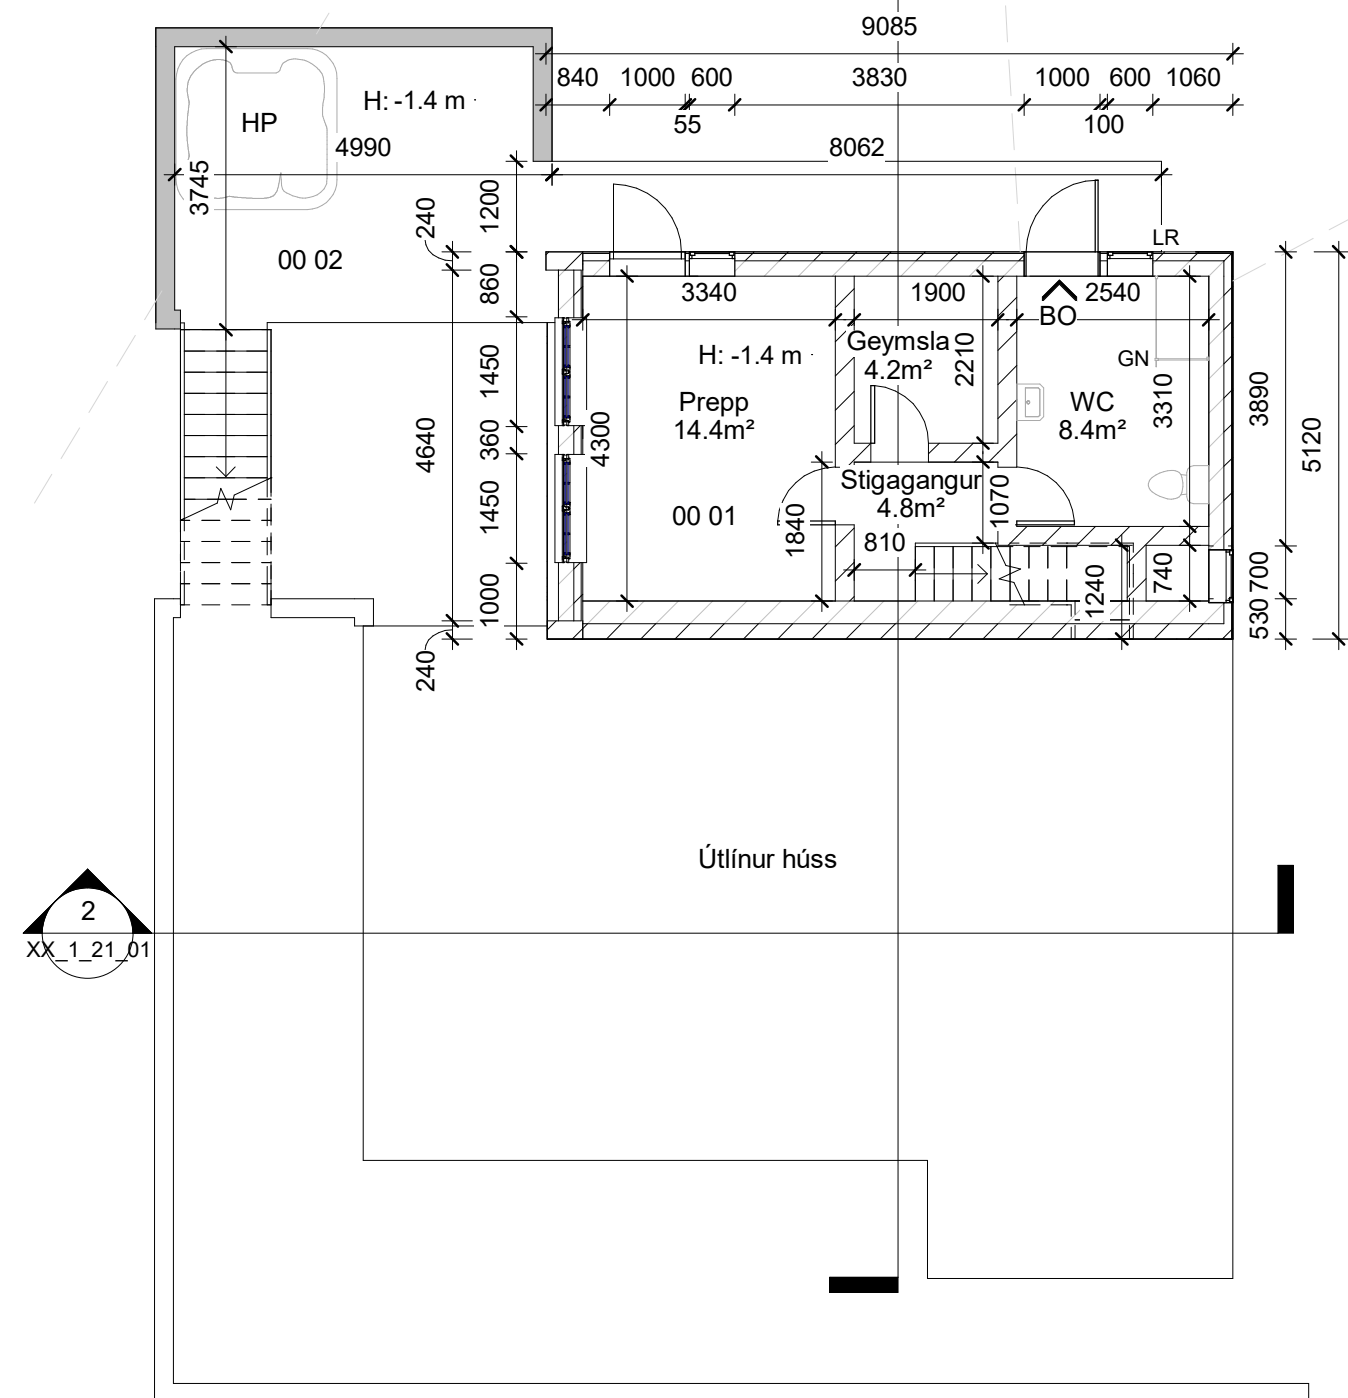 9085
840 1000 600 3830 1000 600 1060
55 100
H: -1.4 m
HP
4990 8062
3745
1200
240
LR
00 02
860
3340 1900 2540
BO
Geymsla
4.2m²
2210
H: -1.4 m
GN
1450
Prepp
14.4m²
WC
8.4m²
3310
3890
4300
360
4640
5120
Stigagangur
4.8m²
1070
1450
00 01
1840
810
1240
740
700
1000
530
240
Útlínur húss
2
XX_1_21_01